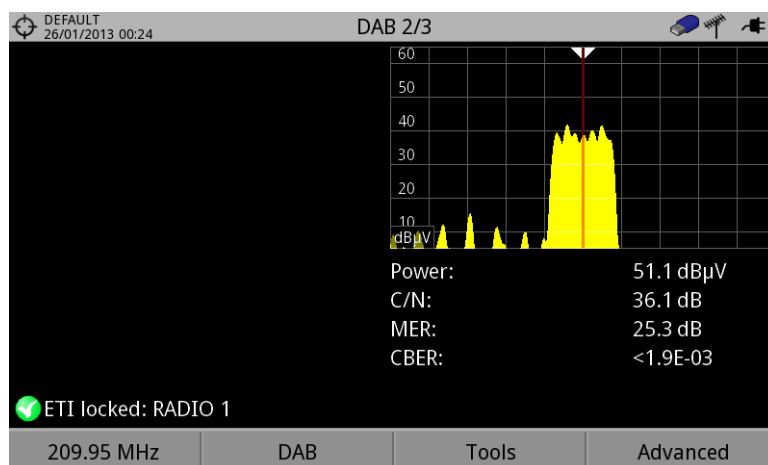 DEFAULT
26/01/2013 00:24
DAB 2/3
60
50
40
30
20
10
dBµV
Power: 51.1 dBµV
C/N: 36.1 dB
MER: 25.3 dB
CBER: <1.9E-03
ETI locked: RADIO 1
209.95 MHz DAB Tools Advanced